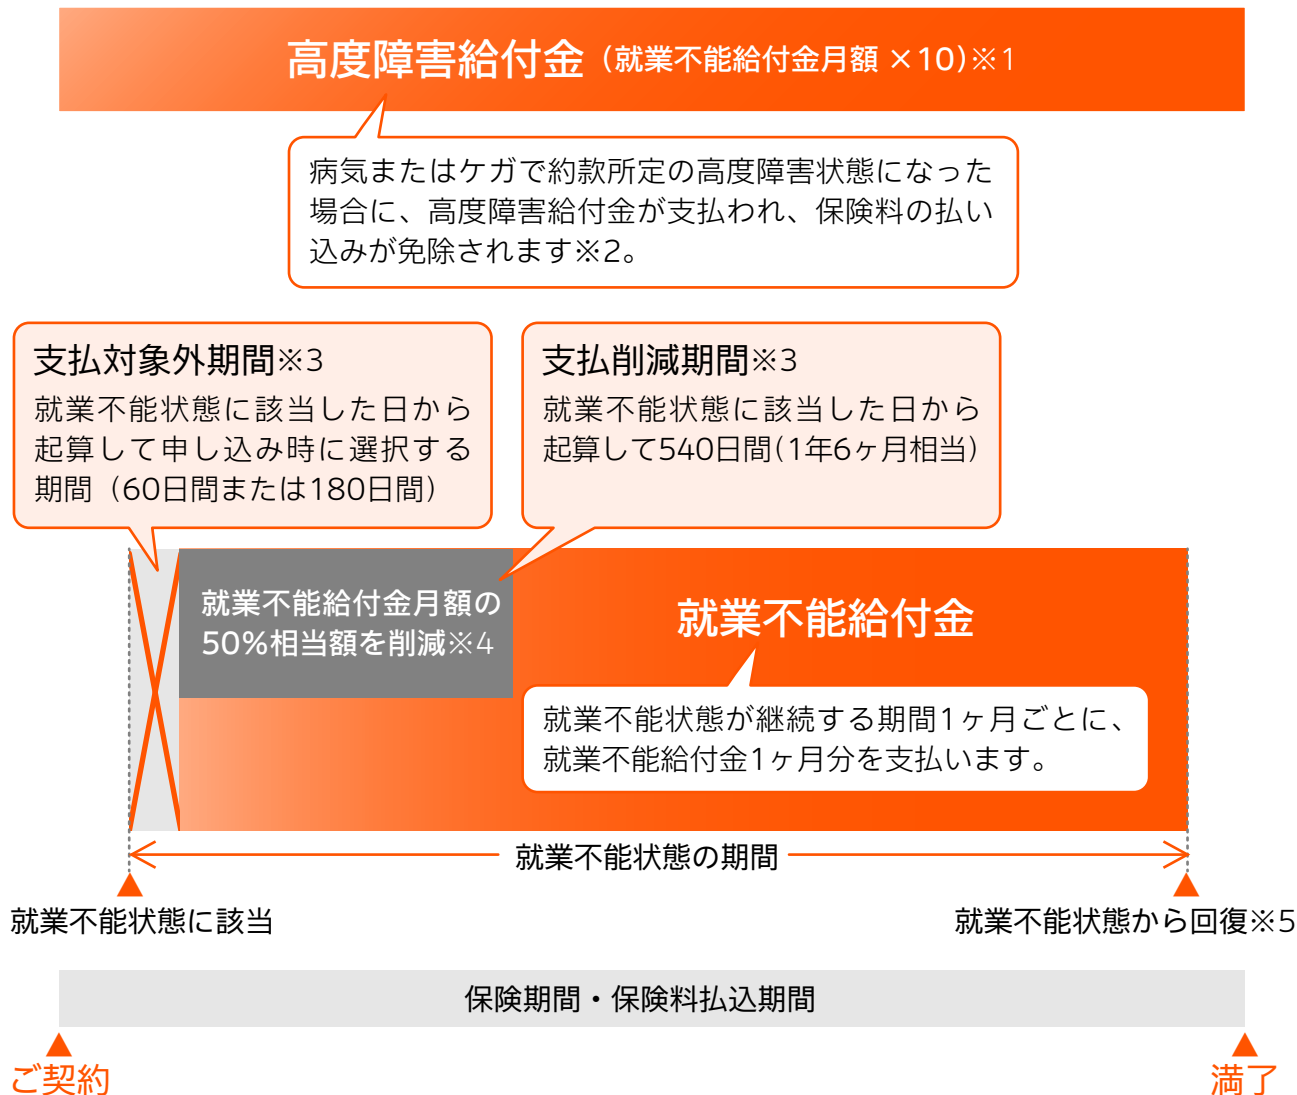 高度障害給付金（就業不能給付金月額 ×10）※1
病気またはケガで約款所定の高度障害状態になった
場合に、高度障害給付金が支払われ、保険料の払い
込みが免除されます※2。
支払対象外期間※3
就業不能状態に該当した日から
起算して申し込み時に選択する
期間（60日間または180日間）
支払削減期間※3
就業不能状態に該当した日から
起算して540日間（1年6ヶ月相当）
就業不能給付金月額の
50%相当額を削減※4
就業不能給付金
就業不能状態が継続する期間1ヶ月ごとに、
就業不能給付金1ヶ月分を支払います。
就業不能状態の期間
就業不能状態に該当
就業不能状態から回復※5
保険期間・保険料払込期間
ご契約
満了